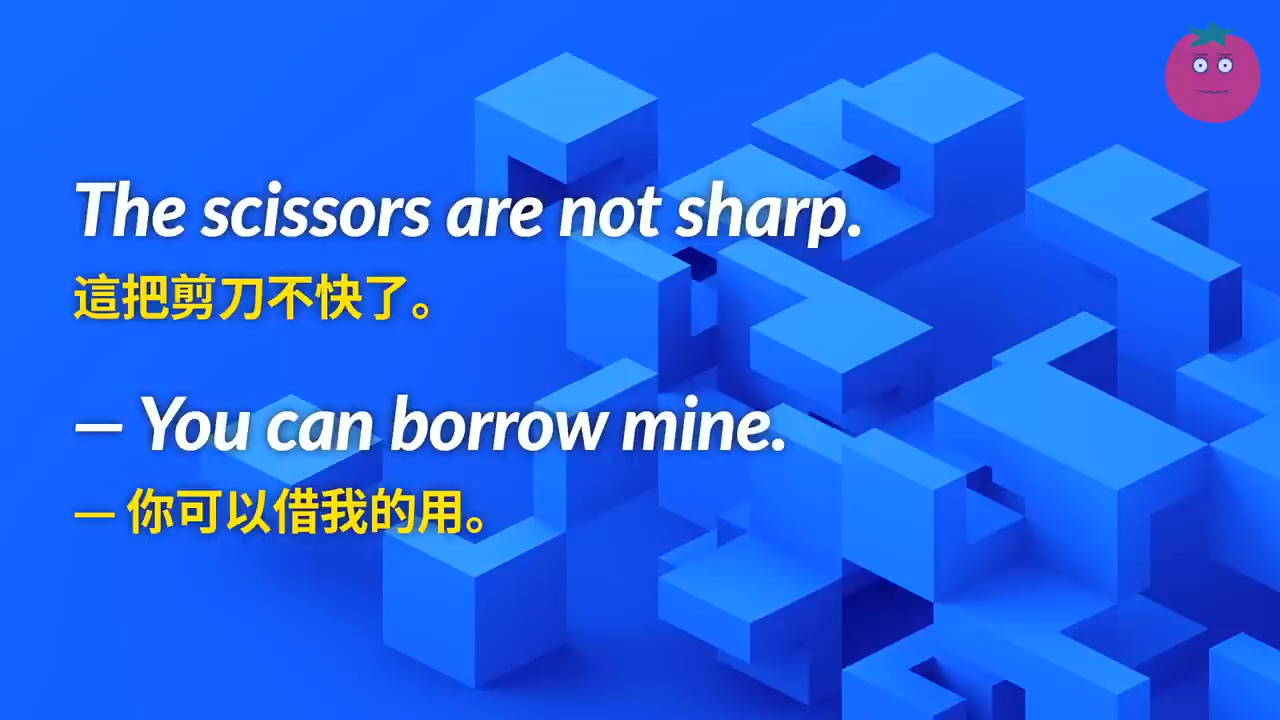 The scissors are not sharp.
這把剪刀不快了。
— You can borrow mine.
— 你可以借我的用。